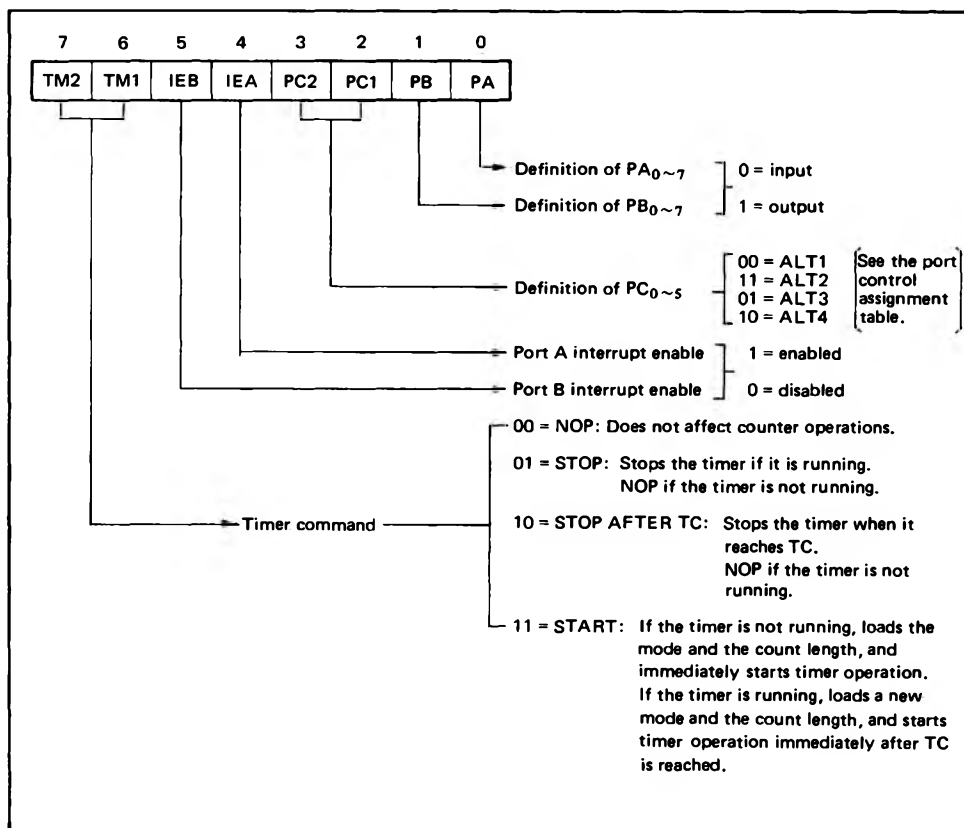 7 6 5 4 3 2 1 0
TM2 TM1 IEB IEA PC2 PC1 PB PA
Definition of PA0~7
0 = input
Definition of PB0~7
1 = output
Definition of PC0~5
00 = ALT1
11 = ALT2
01 = ALT3
10 = ALT4
See the port
control
assignment
table.
Port A interrupt enable
1 = enabled
Port B interrupt enable
0 = disabled
Timer command
00 = NOP: Does not affect counter operations.
01 = STOP: Stops the timer if it is running.
NOP if the timer is not running.
10 = STOP AFTER TC: Stops the timer when it
reaches TC.
NOP if the timer is not
running.
11 = START: If the timer is not running, loads the
mode and the count length, and
immediately starts timer operation.
If the timer is running, loads a new
mode and the count length, and starts
timer operation immediately after TC
is reached.